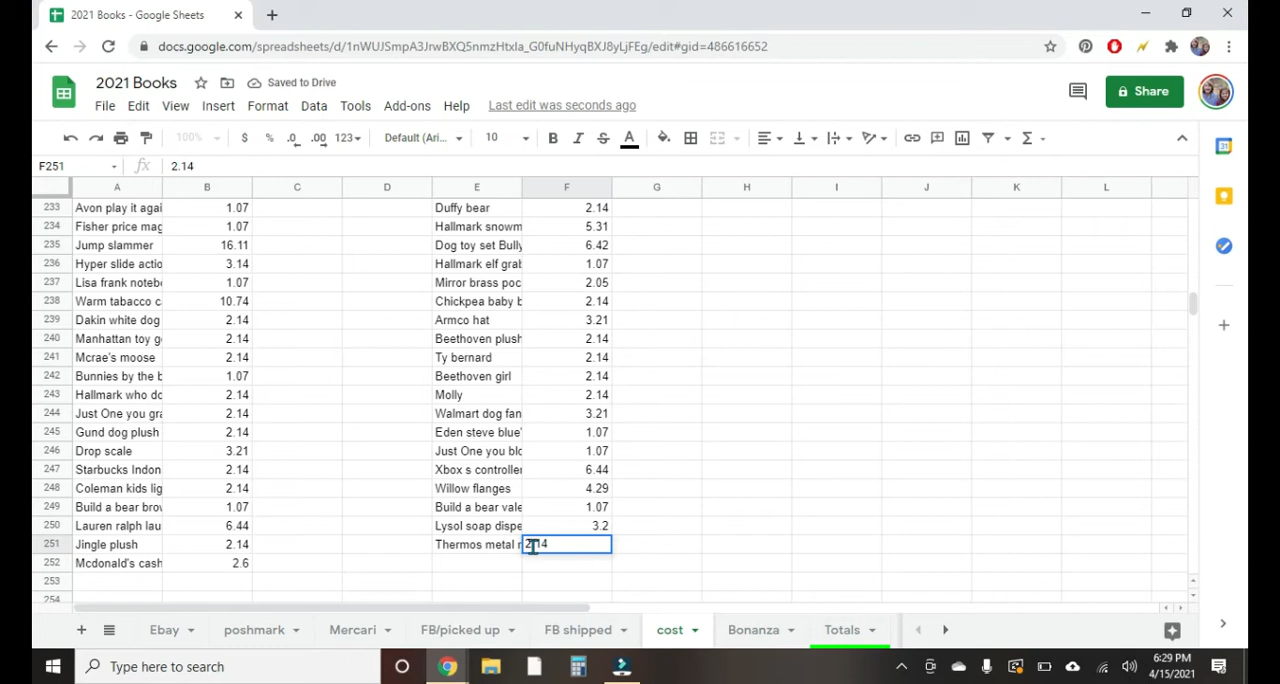 2021 Books - Google Sheets
docs.google.com/spreadsheets/d/1nWUJSmpA3JrwBXQ5nmzHtxla_G0fuNHyqBXJ8yLjFEg/edit#gid=486616652
2021 Books Saved to Drive
File Edit View Insert Format Data Tools Add-ons Help Last edit was seconds ago
Share
100% $ % .0 .00 123 Default (Ari... 10 B I S A
F251 fx 2.14
A B C D E F G H I J K L
233 Avon play it agai 1.07 Duffy bear 2.14
234 Fisher price mag 1.07 Hallmark snowm 5.31
235 Jump slammer 16.11 Dog toy set Bully 6.42
236 Hyper slide actio 3.14 Hallmark elf grab 1.07
237 Lisa frank noteb 1.07 Mirror brass poc 2.05
238 Warm tabacco c 10.74 Chickpea baby b 2.14
239 Dakin white dog 2.14 Armco hat 3.21
240 Manhattan toy g 2.14 Beethoven plush 2.14
241 Mcrae's moose 2.14 Ty bernard 2.14
242 Bunnies by the b 1.07 Beethoven girl 2.14
243 Hallmark who do 2.14 Molly 2.14
244 Just One you gra 2.14 Walmart dog fan 3.21
245 Gund dog plush 2.14 Eden steve blue' 1.07
246 Drop scale 3.21 Just One you blo 1.07
247 Starbucks Indon 2.14 Xbox s controlle 6.44
248 Coleman kids lig 2.14 Willow flanges 4.29
249 Build a bear brov 1.07 Build a bear vale 1.07
250 Lauren ralph lau 6.44 Lysol soap dispe 3.2
251 Jingle plush 2.14 Thermos metal r 2.14
252 Mcdonald's cash 2.6
253
254
Ebay poshmark Mercari FB/picked up FB shipped cost Bonanza Totals
Type here to search
6:29 PM
4/15/2021